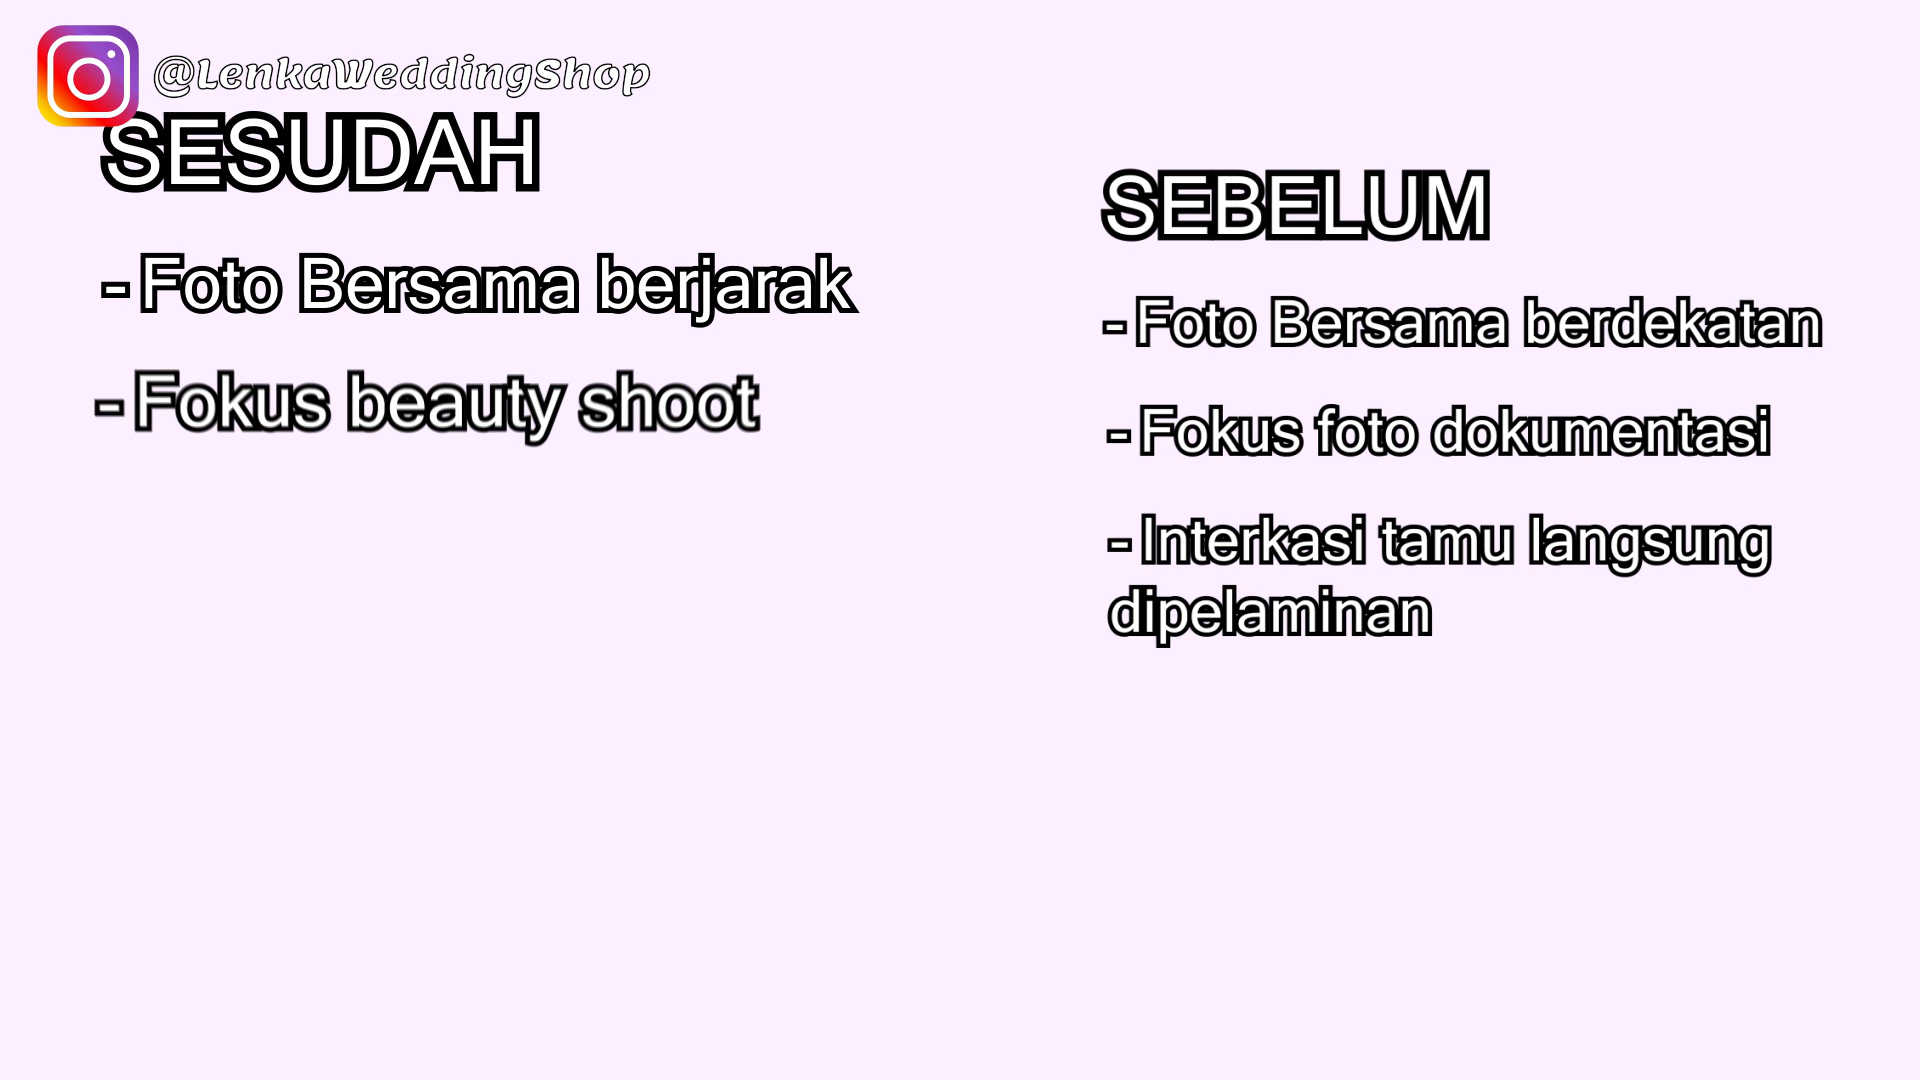 @LenkaWeddingShop
SESUDAH
- Foto Bersama berjarak
- Fokus beauty shoot
SEBELUM
- Foto Bersama berdekatan
- Fokus foto dokumentasi
- Interkasi tamu langsung
dipelaminan